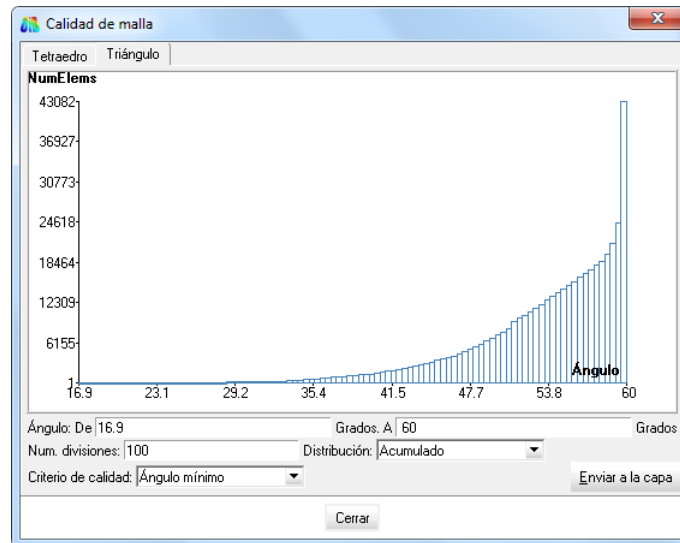 Calidad de malla
Tetraedro Triángulo
NumElems
43082
36927
30773
24618
18464
12309
6155
1
16.9 23.1 29.2 35.4 41.5 47.7 53.8 60
Ángulo
Ángulo: De 16.9 Grados. A 60 Grados
Num. divisiones: 100 Distribución: Acumulado
Criterio de calidad: Ángulo mínimo Enviar a la capa
Cerrar